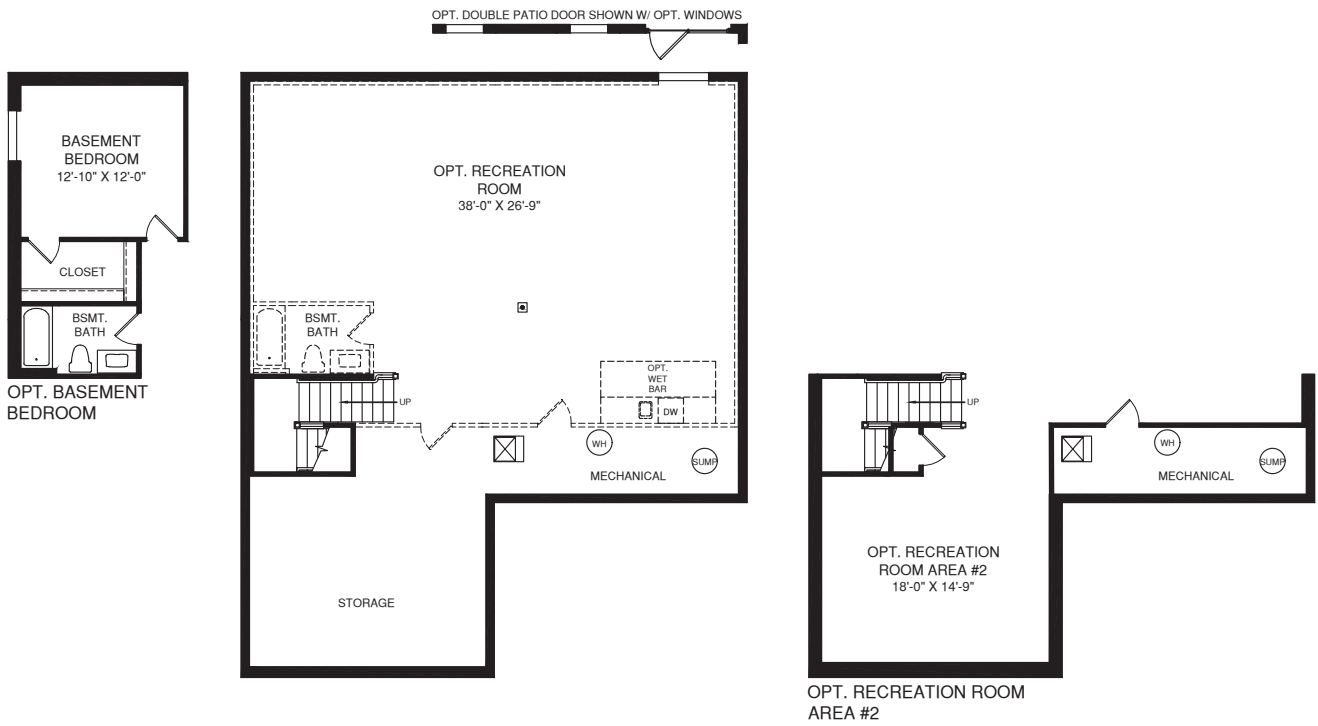 OPT. DOUBLE PATIO DOOR SHOWN W/ OPT. WINDOWS
BASEMENT
BEDROOM
12'-10" X 12'-0"
CLOSET
BSMT.
BATH
OPT. BASEMENT
BEDROOM
OPT. RECREATION
ROOM
38'-0" X 26'-9"
BSMT.
BATH
OPT.
WET
BAR
DW
UP
WH
SUMP
MECHANICAL
STORAGE
UP
WH
SUMP
MECHANICAL
OPT. RECREATION
ROOM AREA #2
18'-0" X 14'-9"
OPT. RECREATION ROOM
AREA #2